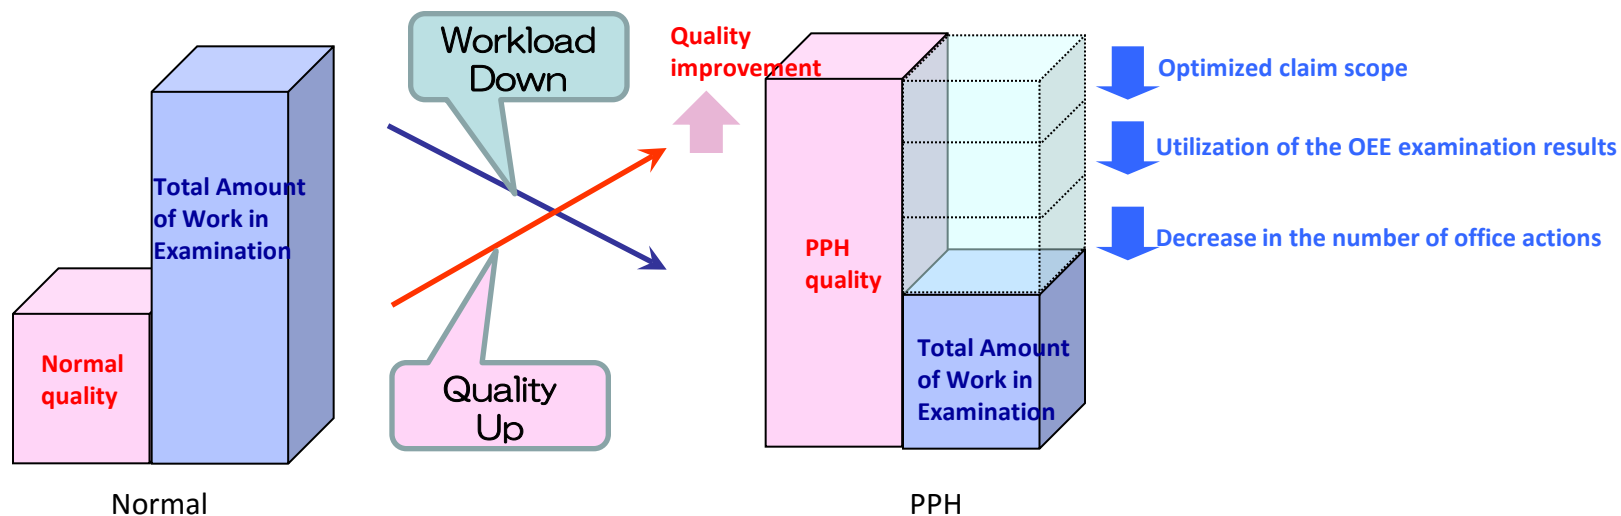 Workload
Down
Quality
improvement
Optimized claim scope
Utilization of the OEE examination results
Decrease in the number of office actions
Total Amount
of Work in
Examination
Normal
quality
Quality
Up
PPH
quality
Total Amount
of Work in
Examination
Normal
PPH